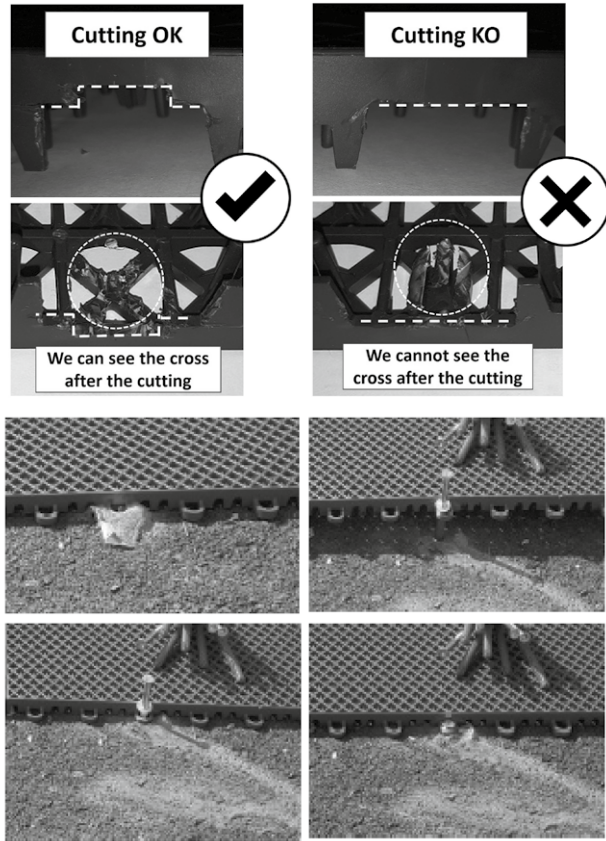 Cutting OK
Cutting KO
We can see the cross
after the cutting
We cannot see the
cross after the cutting